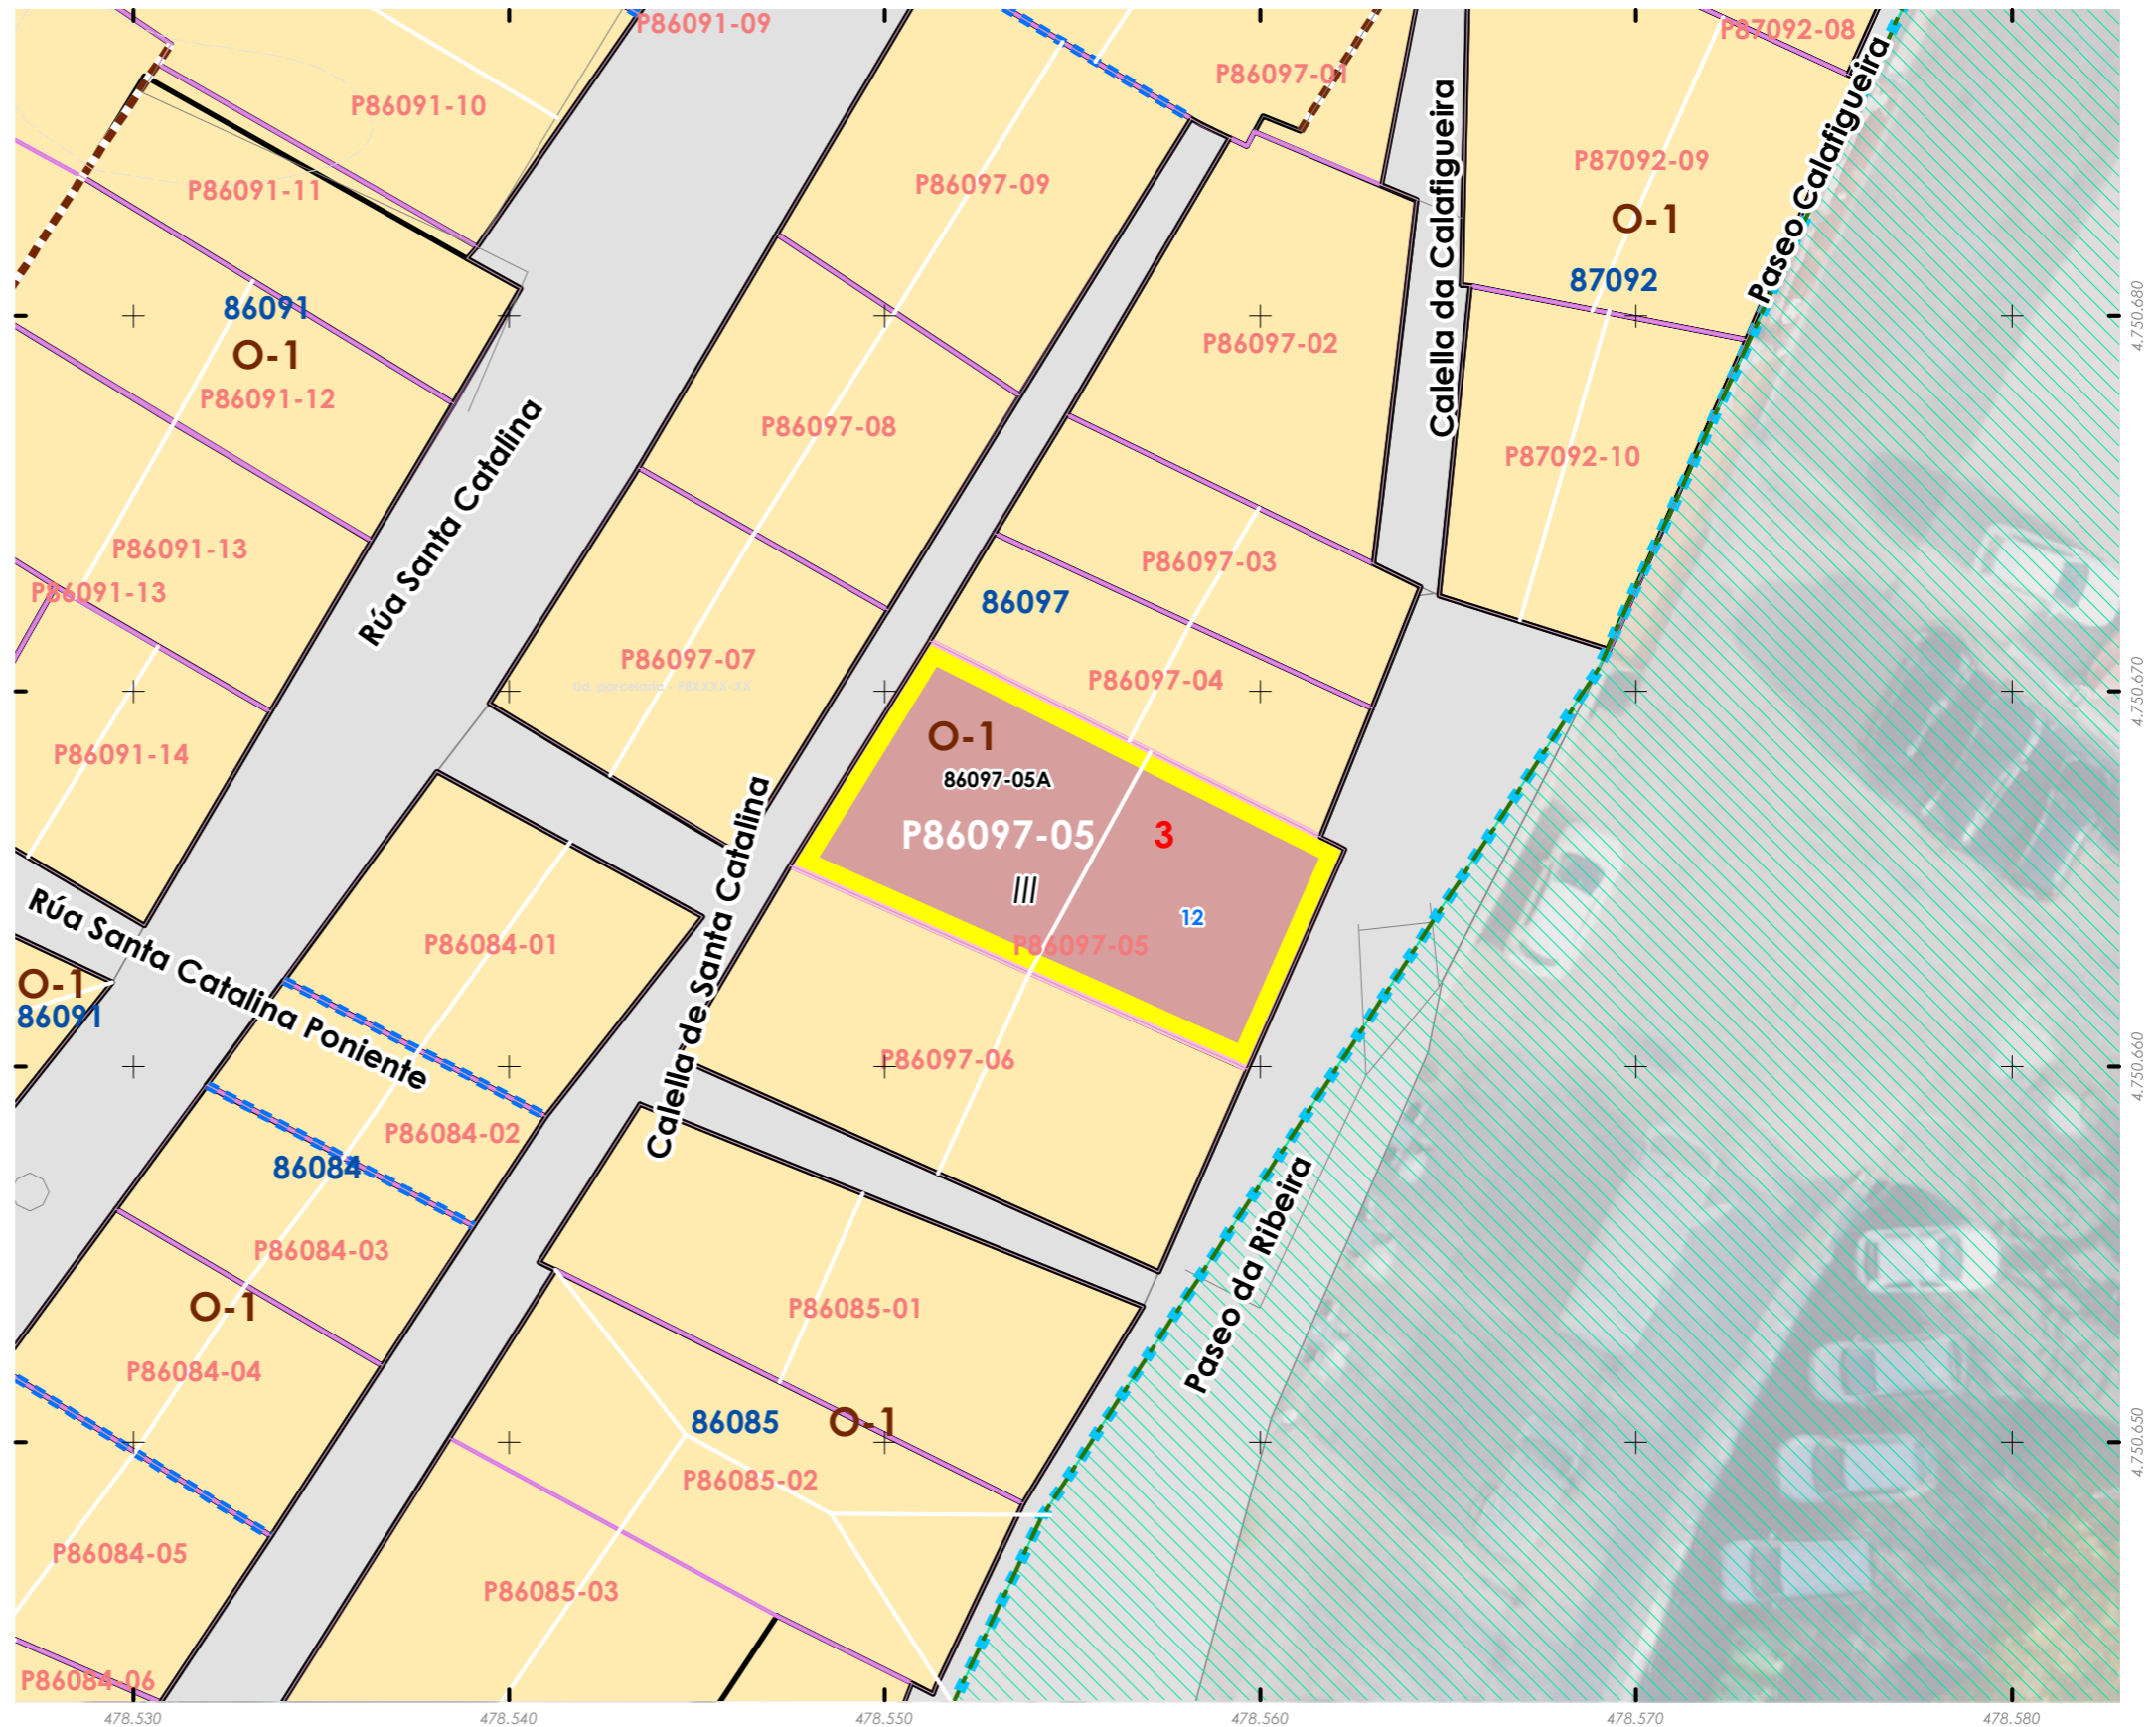 P86091-09
P87092-08
P86097-01
P86091-10
Paseo Calafigueira
P87092-09
P86091-11
P86097-09
Calella da Calafigueira
O-1
87092
86091
4.750.680
O-1
P86097-02
P86091-12
P86097-08
P87092-10
Rúa Santa Catalina
P86091-13
P86097-03
P86091-13
86097
P86097-07
Ud. parcelaria - P8XXXX-XX
P86097-04
4.750.670
P86091-14
O-1
86097-05A
P86097-05
3
III
12
P86097-05
Calella de Santa Catalina
Rúa Santa Catalina Poniente
P86084-01
O-1
86091
P86097-06
4.750.660
P86084-02
86084
P86084-03
Paseo da Ribeira
O-1
P86085-01
P86084-04
86085
O-1
4.750.650
P86085-02
P86084-05
P86085-03
P86084-06
478.530
478.540
478.550
478.560
478.570
478.580